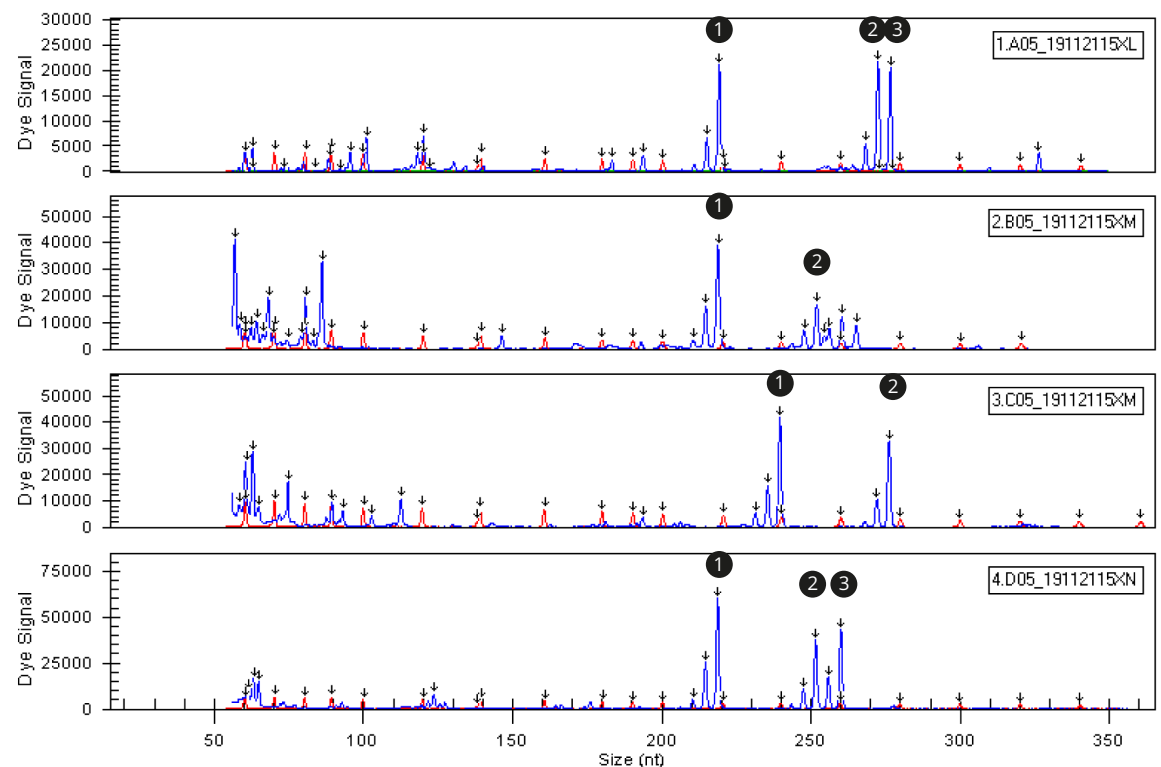 30000
25000
20000
15000
10000
5000
0
Dye Signal
1 2 3
1.A05_19112115XL
50000
40000
30000
20000
10000
0
Dye Signal
1
2
2.B05_19112115XM
50000
40000
30000
20000
10000
0
Dye Signal
1 2
3.C05_19112115XM
75000
50000
25000
0
Dye Signal
1
2 3
4.D05_19112115XN
50 100 150 200 250 300 350
Size (nt)